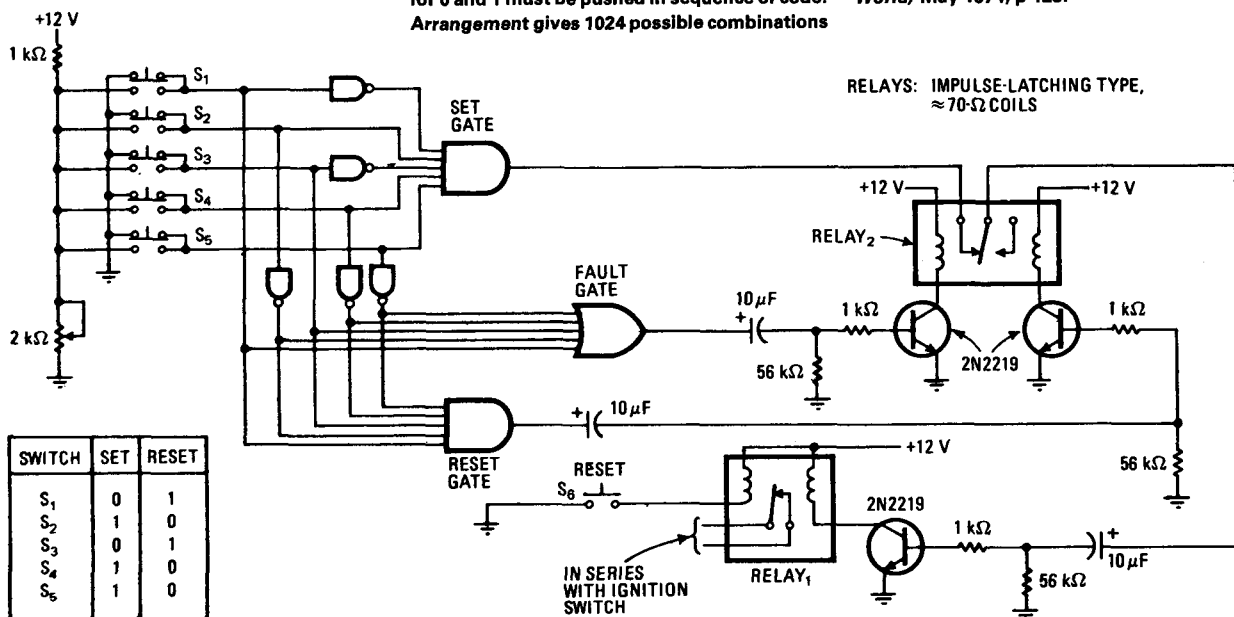 for 0 and 1 must be pushed in sequence of code.
World, May 1974, p 128.
Arrangement gives 1024 possible combinations
+12 V
1 kΩ
S1
S2
S3
S4
S5
2 kΩ
SET
GATE
RELAYS: IMPULSE-LATCHING TYPE,
≈70-Ω COILS
+12 V
+12 V
RELAY2
FAULT
GATE
10 μF
+
1 kΩ
1 kΩ
2N2219
56 kΩ
RESET
GATE
+
10 μF
+12 V
56 kΩ
RESET
S6
2N2219
1 kΩ
+
10 μF
56 kΩ
IN SERIES
WITH IGNITION
SWITCH
RELAY1
SWITCH SET RESET
S1 0 1
S2 1 0
S3 0 1
S4 1 0
S5 1 0